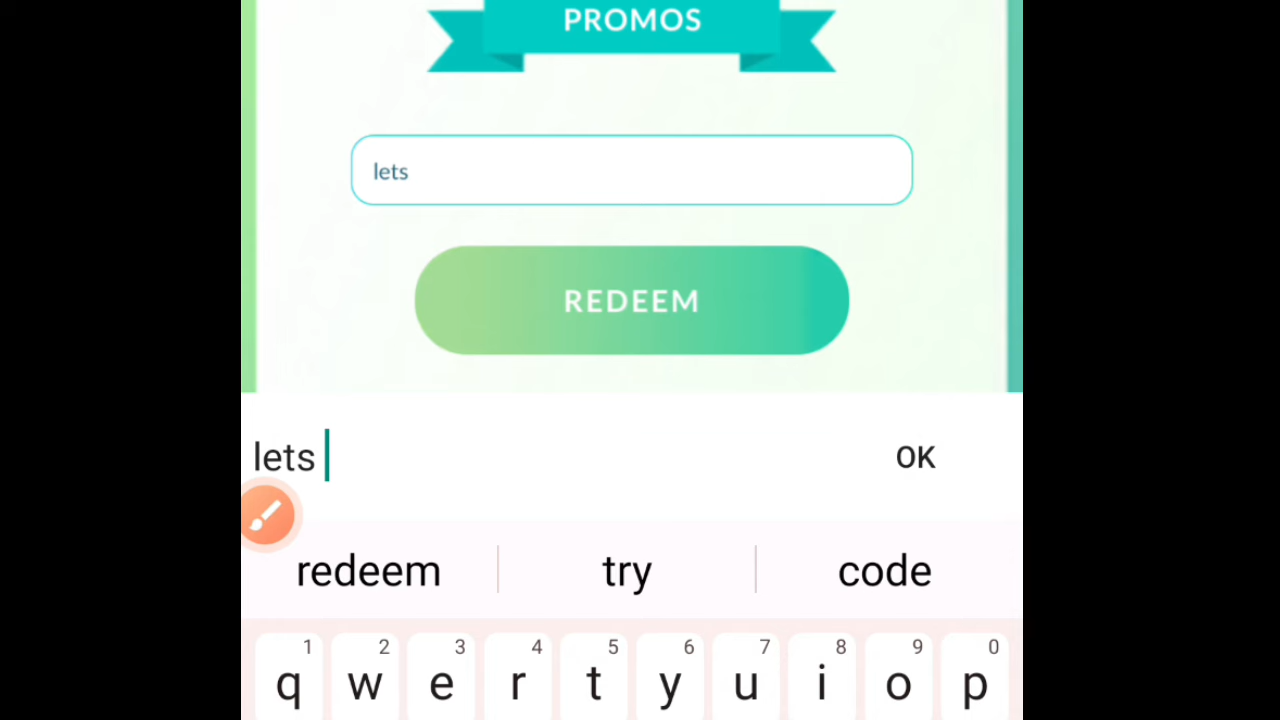 PROMOS
lets
REDEEM
lets
OK
redeem try code
1 2 3 4 5 6 7 8 9 0
q w e r t y u i o p